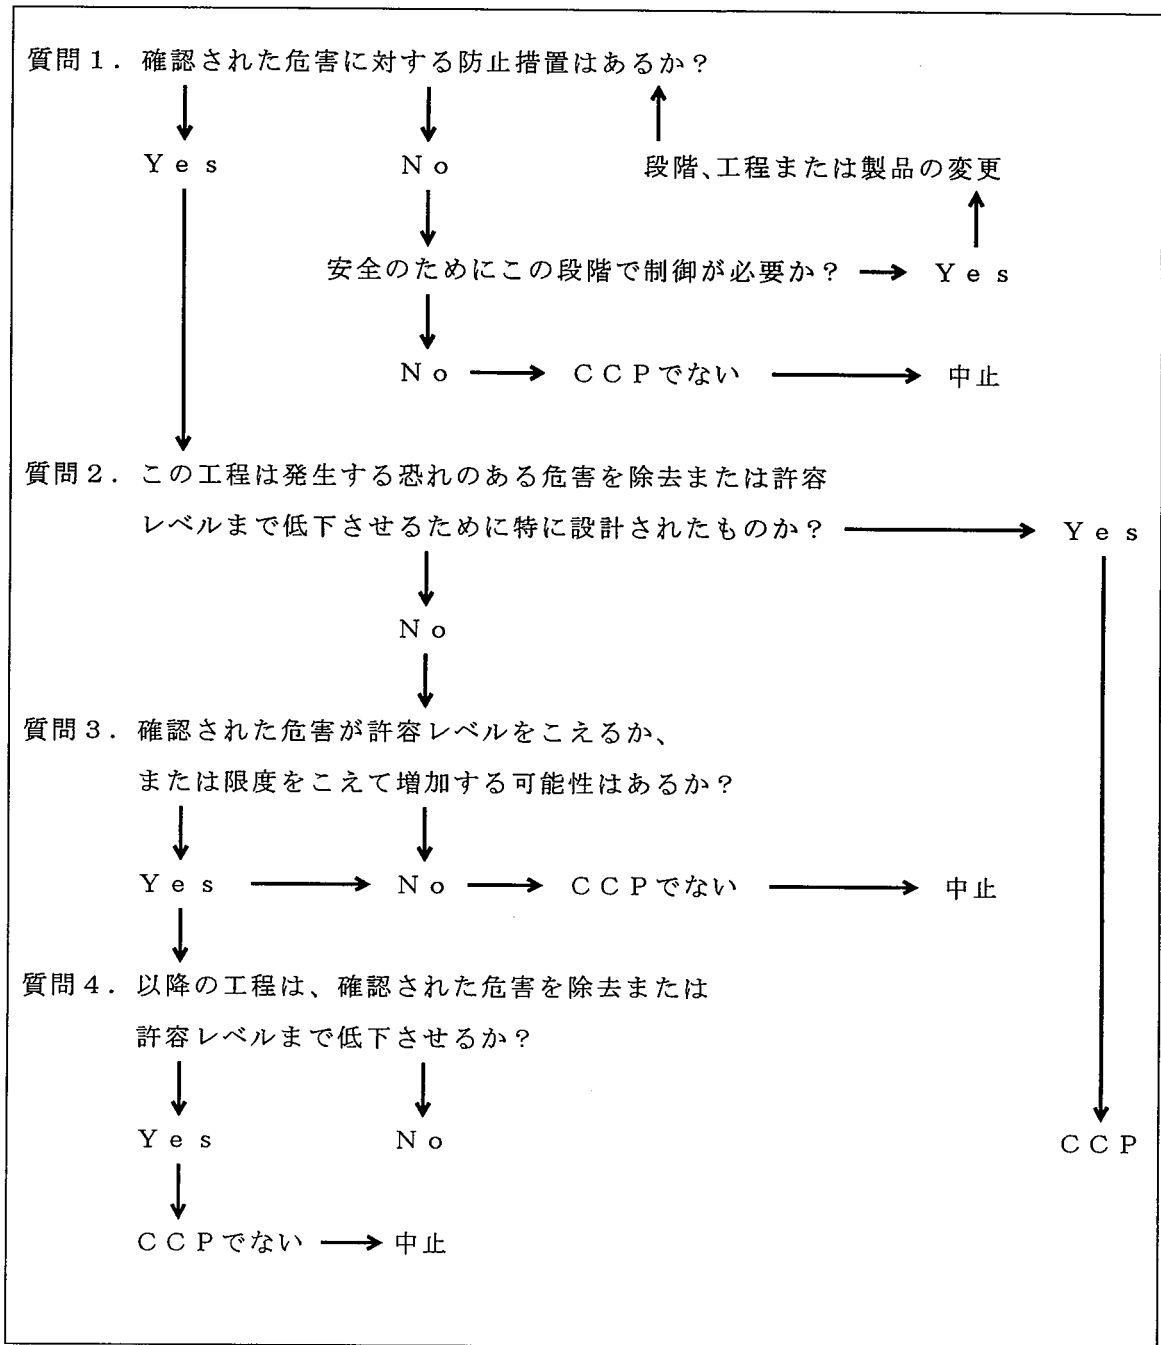 質問１．確認された危害に対する防止措置はあるか？
Ｙｅｓ
Ｎｏ
段階、工程または製品の変更
安全のためにこの段階で制御が必要か？
Ｙｅｓ
Ｎｏ
ＣＣＰでない
中止
質問２．この工程は発生する恐れのある危害を除去または許容
レベルまで低下させるために特に設計されたものか？
Ｙｅｓ
Ｎｏ
質問３．確認された危害が許容レベルをこえるか、
または限度をこえて増加する可能性はあるか？
Ｙｅｓ
Ｎｏ
ＣＣＰでない
中止
質問４．以降の工程は、確認された危害を除去または
許容レベルまで低下させるか？
Ｙｅｓ
Ｎｏ
ＣＣＰ
ＣＣＰでない
中止